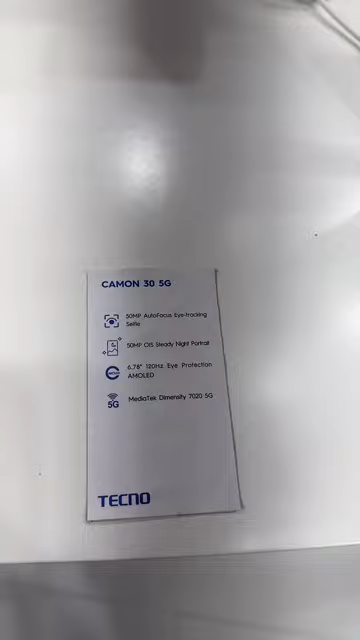 CAMON 30 5G
50MP AutoFocus Eye-tracking
Selfie
50MP OIS Steady Night Portrait
6.78" 120Hz Eye Protection
AMOLED
5G
MediaTek Dimensity 7020 5G
TECNO